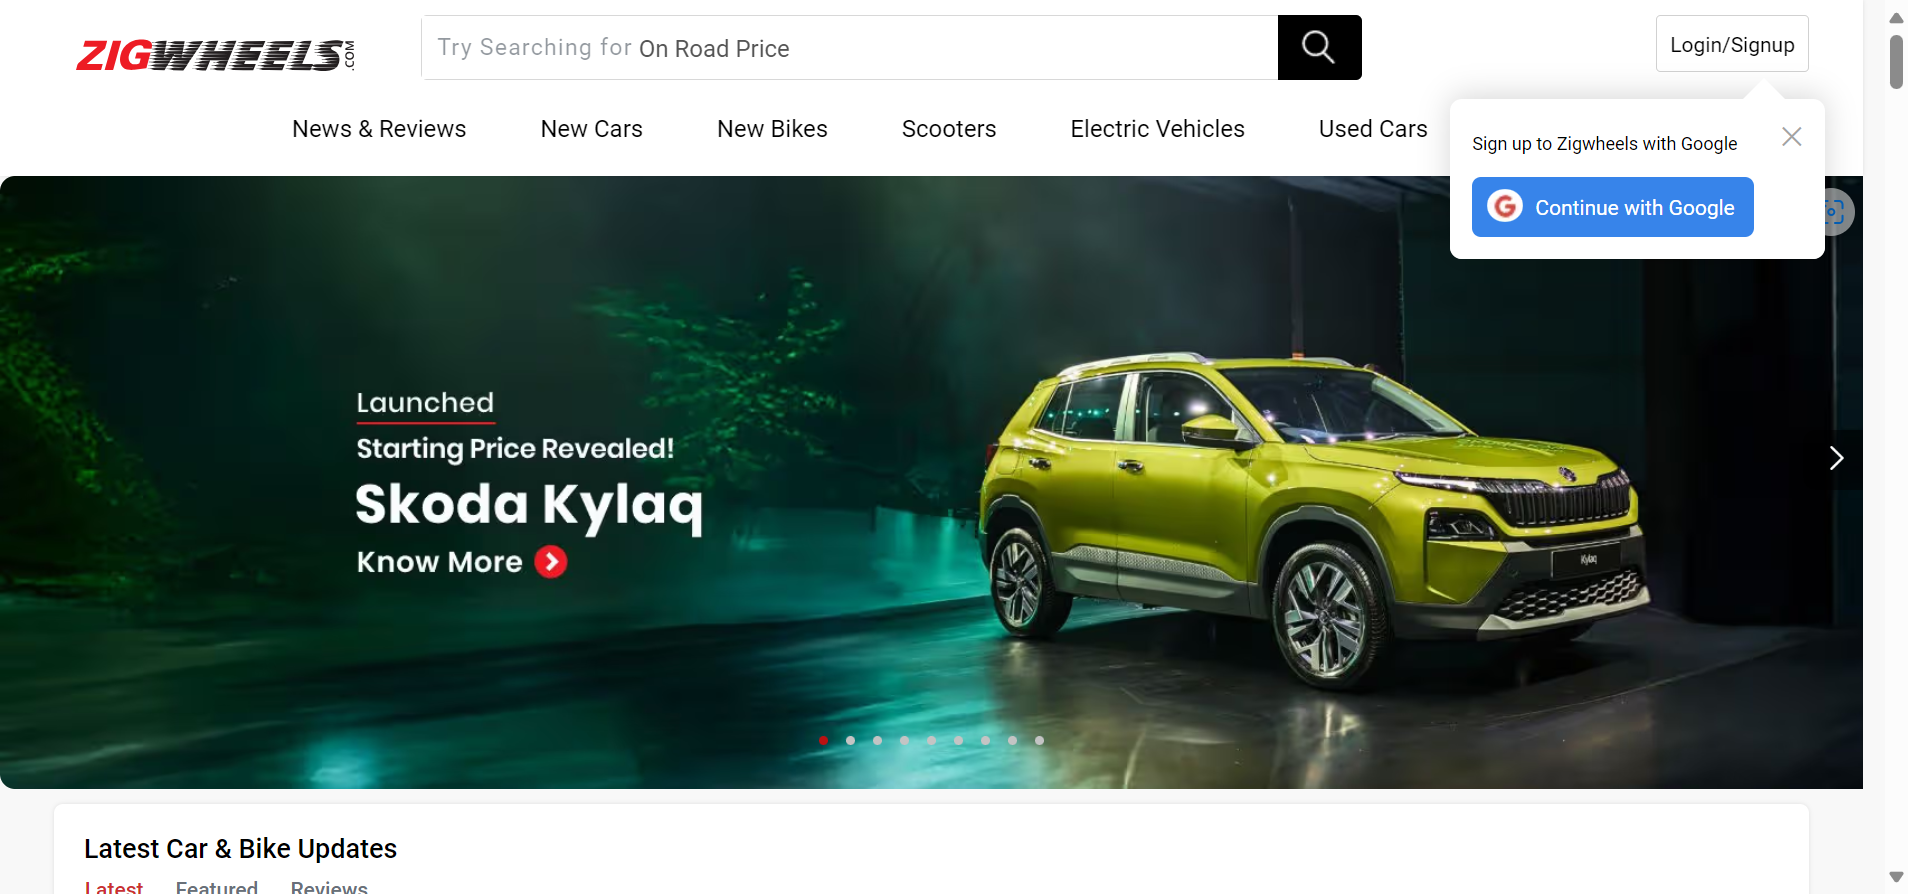 ZIGWHEELS.COM
Try Searching for On Road Price
Login/Signup
News & Reviews
New Cars
New Bikes
Scooters
Electric Vehicles
Used Cars
Sign up to Zigwheels with Google
G Continue with Google
Launched
Starting Price Revealed!
Skoda Kylaq
Know More
Kylaq
Latest Car & Bike Updates
Latest
Featured
Reviews